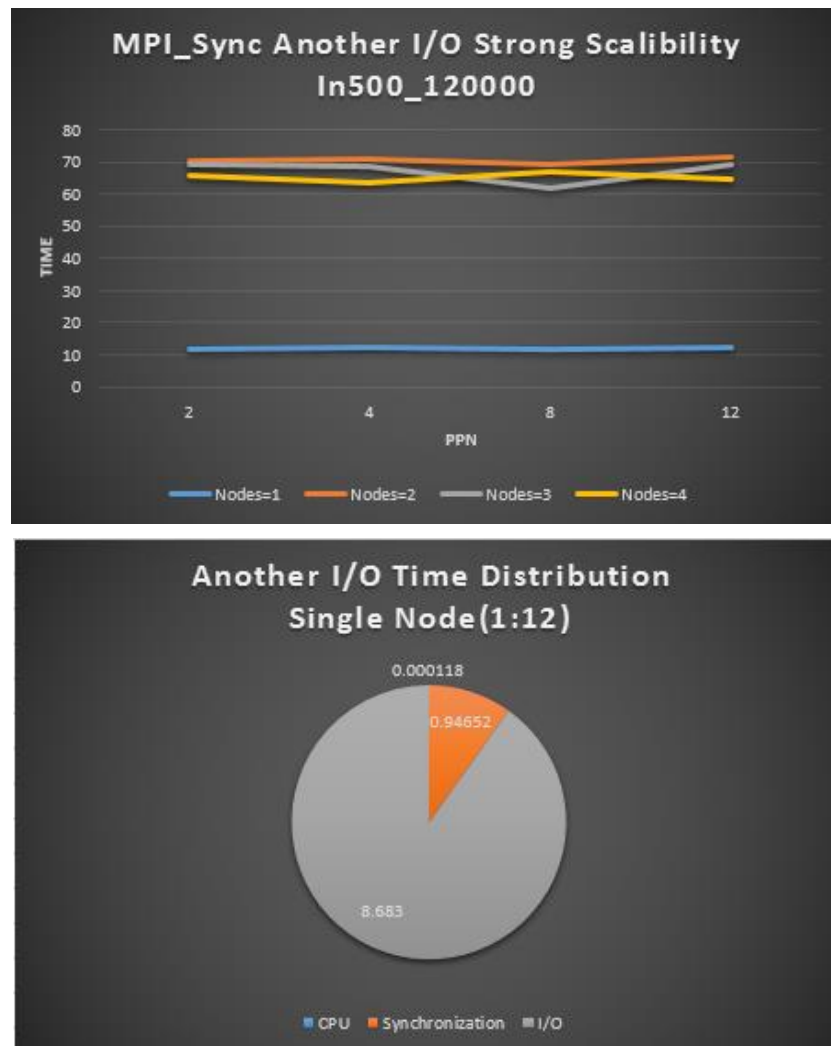 MPI_Sync Another I/O Strong Scalibility
In500_120000
80
70
60
50
40
30
20
10
0
TIME
2 4 8 12
PPN
Nodes=1 Nodes=2 Nodes=3 Nodes=4
Another I/O Time Distribution
Single Node(1:12)
0.000118
0.94652
8.683
CPU Synchronization I/O